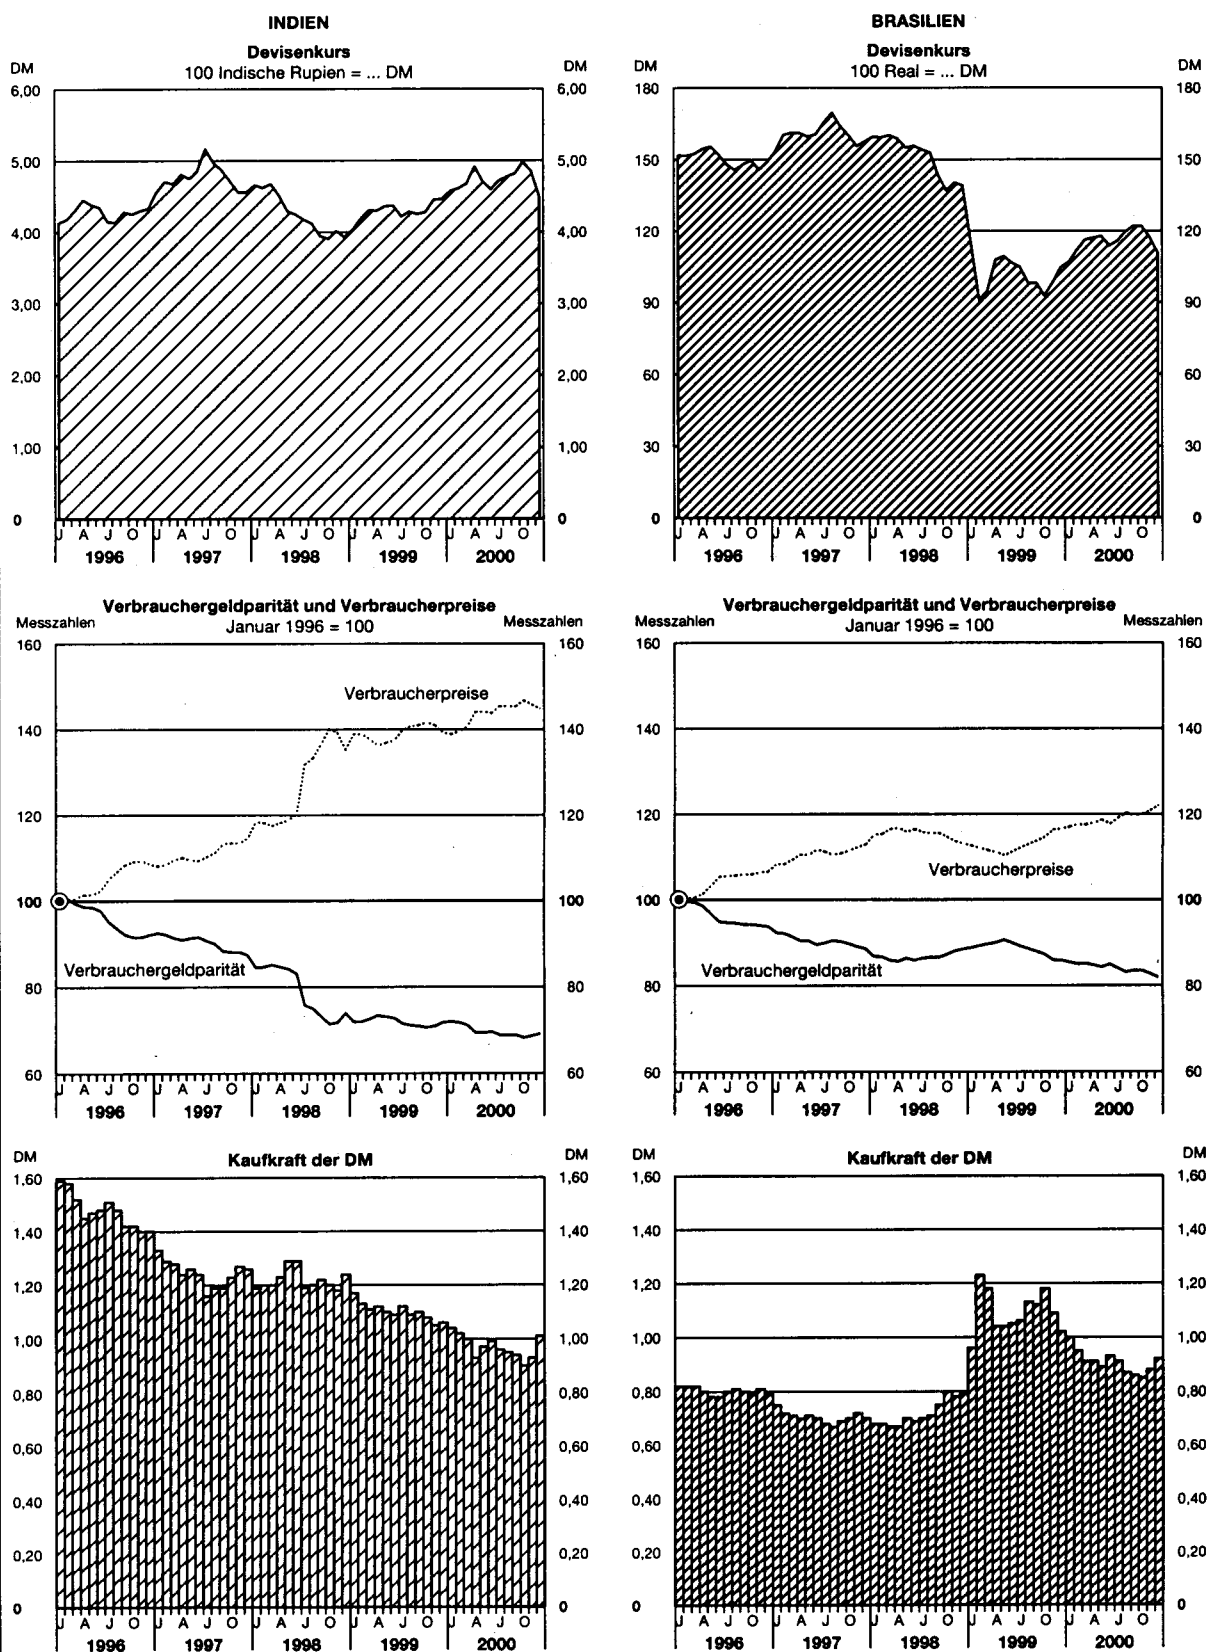 INDIEN
Devisenkurs
100 Indische Rupien = ... DM
DM
DM
6,00
6,00
5,00
5,00
4,00
4,00
3,00
3,00
2,00
2,00
1,00
1,00
0
0
J A J O J A J O J A J O J A J O J A J O
1996 1997 1998 1999 2000
Verbrauchergeldparität und Verbraucherpreise
Messzahlen
Januar 1996 = 100
Messzahlen
160
160
Verbraucherpreise
140
140
120
120
100
100
Verbrauchergeldparität
80
80
60
60
J A J O J A J O J A J O J A J O J A J O
1996 1997 1998 1999 2000
DM
Kaufkraft der DM
DM
1,60
1,60
1,40
1,40
1,20
1,20
1,00
1,00
0,80
0,80
0,60
0,60
0,40
0,40
0,20
0,20
0
0
J A J O J A J O J A J O J A J O J A J O
1996 1997 1998 1999 2000
BRASILIEN
Devisenkurs
100 Real = ... DM
DM
DM
180
180
150
150
120
120
90
90
60
60
30
30
0
0
J A J O J A J O J A J O J A J O J A J O
1996 1997 1998 1999 2000
Verbrauchergeldparität und Verbraucherpreise
Messzahlen
Januar 1996 = 100
Messzahlen
160
160
140
140
120
120
Verbraucherpreise
100
100
Verbrauchergeldparität
80
80
60
60
J A J O J A J O J A J O J A J O J A J O
1996 1997 1998 1999 2000
DM
Kaufkraft der DM
DM
1,60
1,60
1,40
1,40
1,20
1,20
1,00
1,00
0,80
0,80
0,60
0,60
0,40
0,40
0,20
0,20
0
0
J A J O J A J O J A J O J A J O J A J O
1996 1997 1998 1999 2000